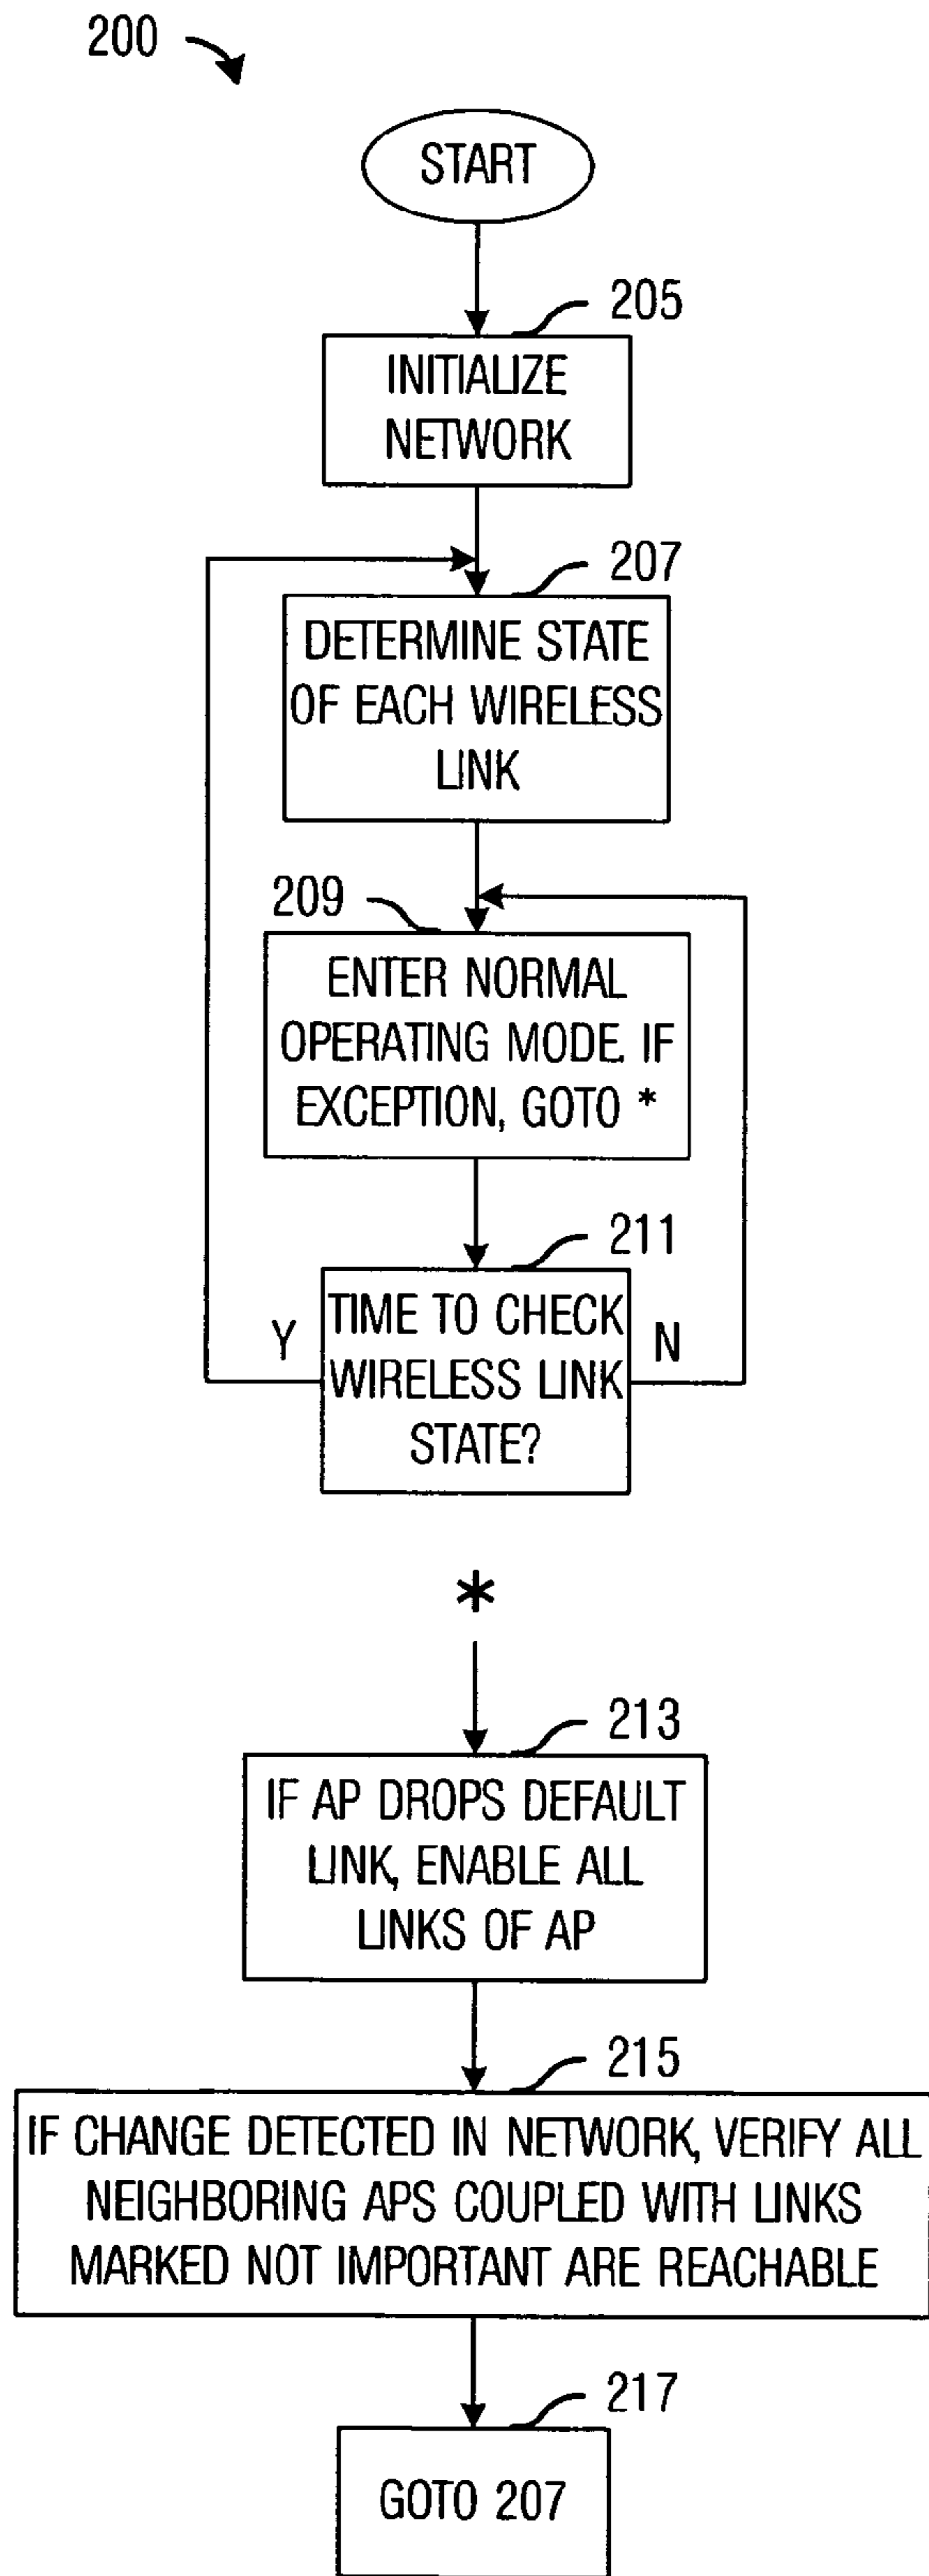 200
START
205
INITIALIZE
NETWORK
207
DETERMINE STATE
OF EACH WIRELESS
LINK
209
ENTER NORMAL
OPERATING MODE. IF
EXCEPTION, GOTO *
211
Y
TIME TO CHECK
WIRELESS LINK
STATE?
N
*
213
IF AP DROPS DEFAULT
LINK, ENABLE ALL
LINKS OF AP
215
IF CHANGE DETECTED IN NETWORK, VERIFY ALL
NEIGHBORING APS COUPLED WITH LINKS
MARKED NOT IMPORTANT ARE REACHABLE
217
GOTO 207